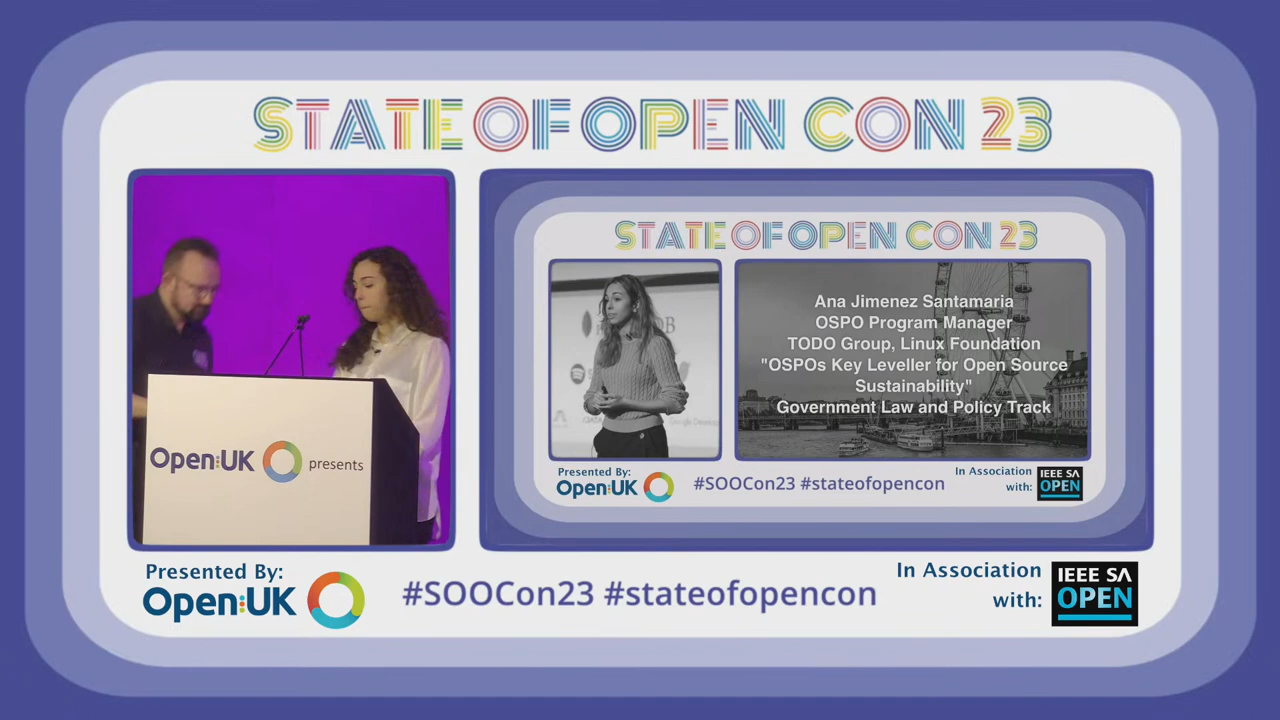 STATE OF OPEN CON 23
Open:UK presents
STATE OF OPEN CON 23
Ana Jimenez Santamaria
OSPO Program Manager
TODO Group, Linux Foundation
"OSPOs Key Leveller for Open Source
Sustainability"
Government Law and Policy Track
Presented By:
Open:UK
#SOOCon23 #stateofopencon
In Association
with:
IEEE SA
OPEN
Presented By:
Open:UK
#SOOCon23 #stateofopencon
In Association
with:
IEEE SA
OPEN